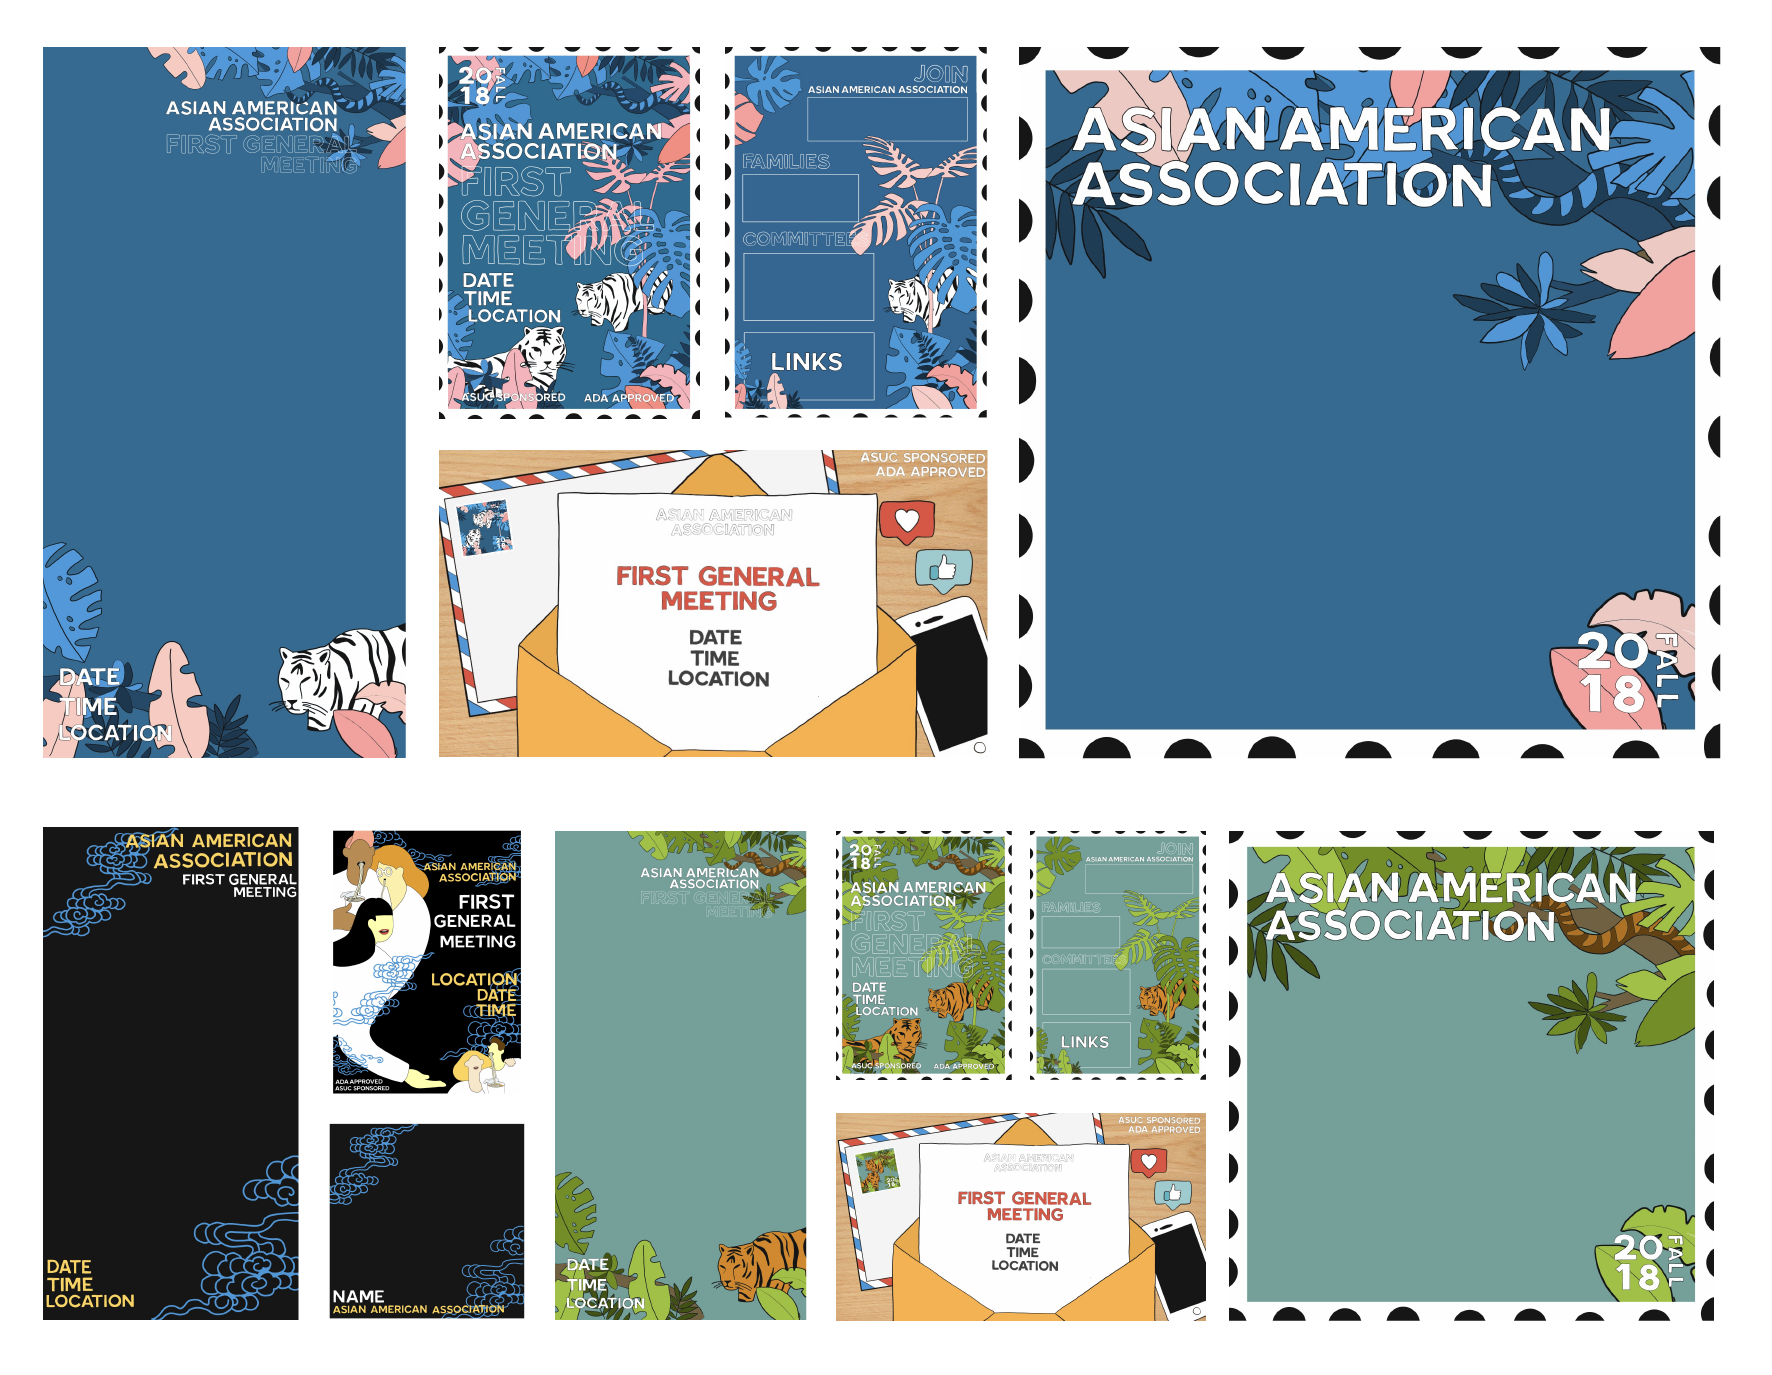 ASIAN AMERICAN
ASSOCIATION
FIRST GENERAL
MEETING
DATE
TIME
LOCATION
20
18
FALL
ASIAN AMERICAN
ASSOCIATION
FIRST
GENERAL
MEETING
DATE
TIME
LOCATION
ASUC SPONSORED ADA APPROVED
JOIN
ASIAN AMERICAN ASSOCIATION
FAMILIES
COMMITTEES
LINKS
ASUC SPONSORED
ADA APPROVED
ASIAN AMERICAN
ASSOCIATION
FIRST GENERAL
MEETING
DATE
TIME
LOCATION
ASIAN AMERICAN
ASSOCIATION
20
18
FALL
ASIAN AMERICAN
ASSOCIATION
FIRST GENERAL
MEETING
DATE
TIME
LOCATION
ASIAN AMERICAN
ASSOCIATION
FIRST
GENERAL
MEETING
LOCATION
DATE
TIME
ADA APPROVED
ASUC SPONSORED
NAME
ASIAN AMERICAN ASSOCIATION
ASIAN AMERICAN
ASSOCIATION
FIRST GENERAL
MEETING
DATE
TIME
LOCATION
20
18
FALL
ASIAN AMERICAN
ASSOCIATION
FIRST
GENERAL
MEETING
DATE
TIME
LOCATION
ASUC SPONSORED ADA APPROVED
JOIN
ASIAN AMERICAN ASSOCIATION
FAMILIES
COMMITTEES
LINKS
ASUC SPONSORED
ADA APPROVED
ASIAN AMERICAN
ASSOCIATION
FIRST GENERAL
MEETING
DATE
TIME
LOCATION
ASIAN AMERICAN
ASSOCIATION
20
18
FALL